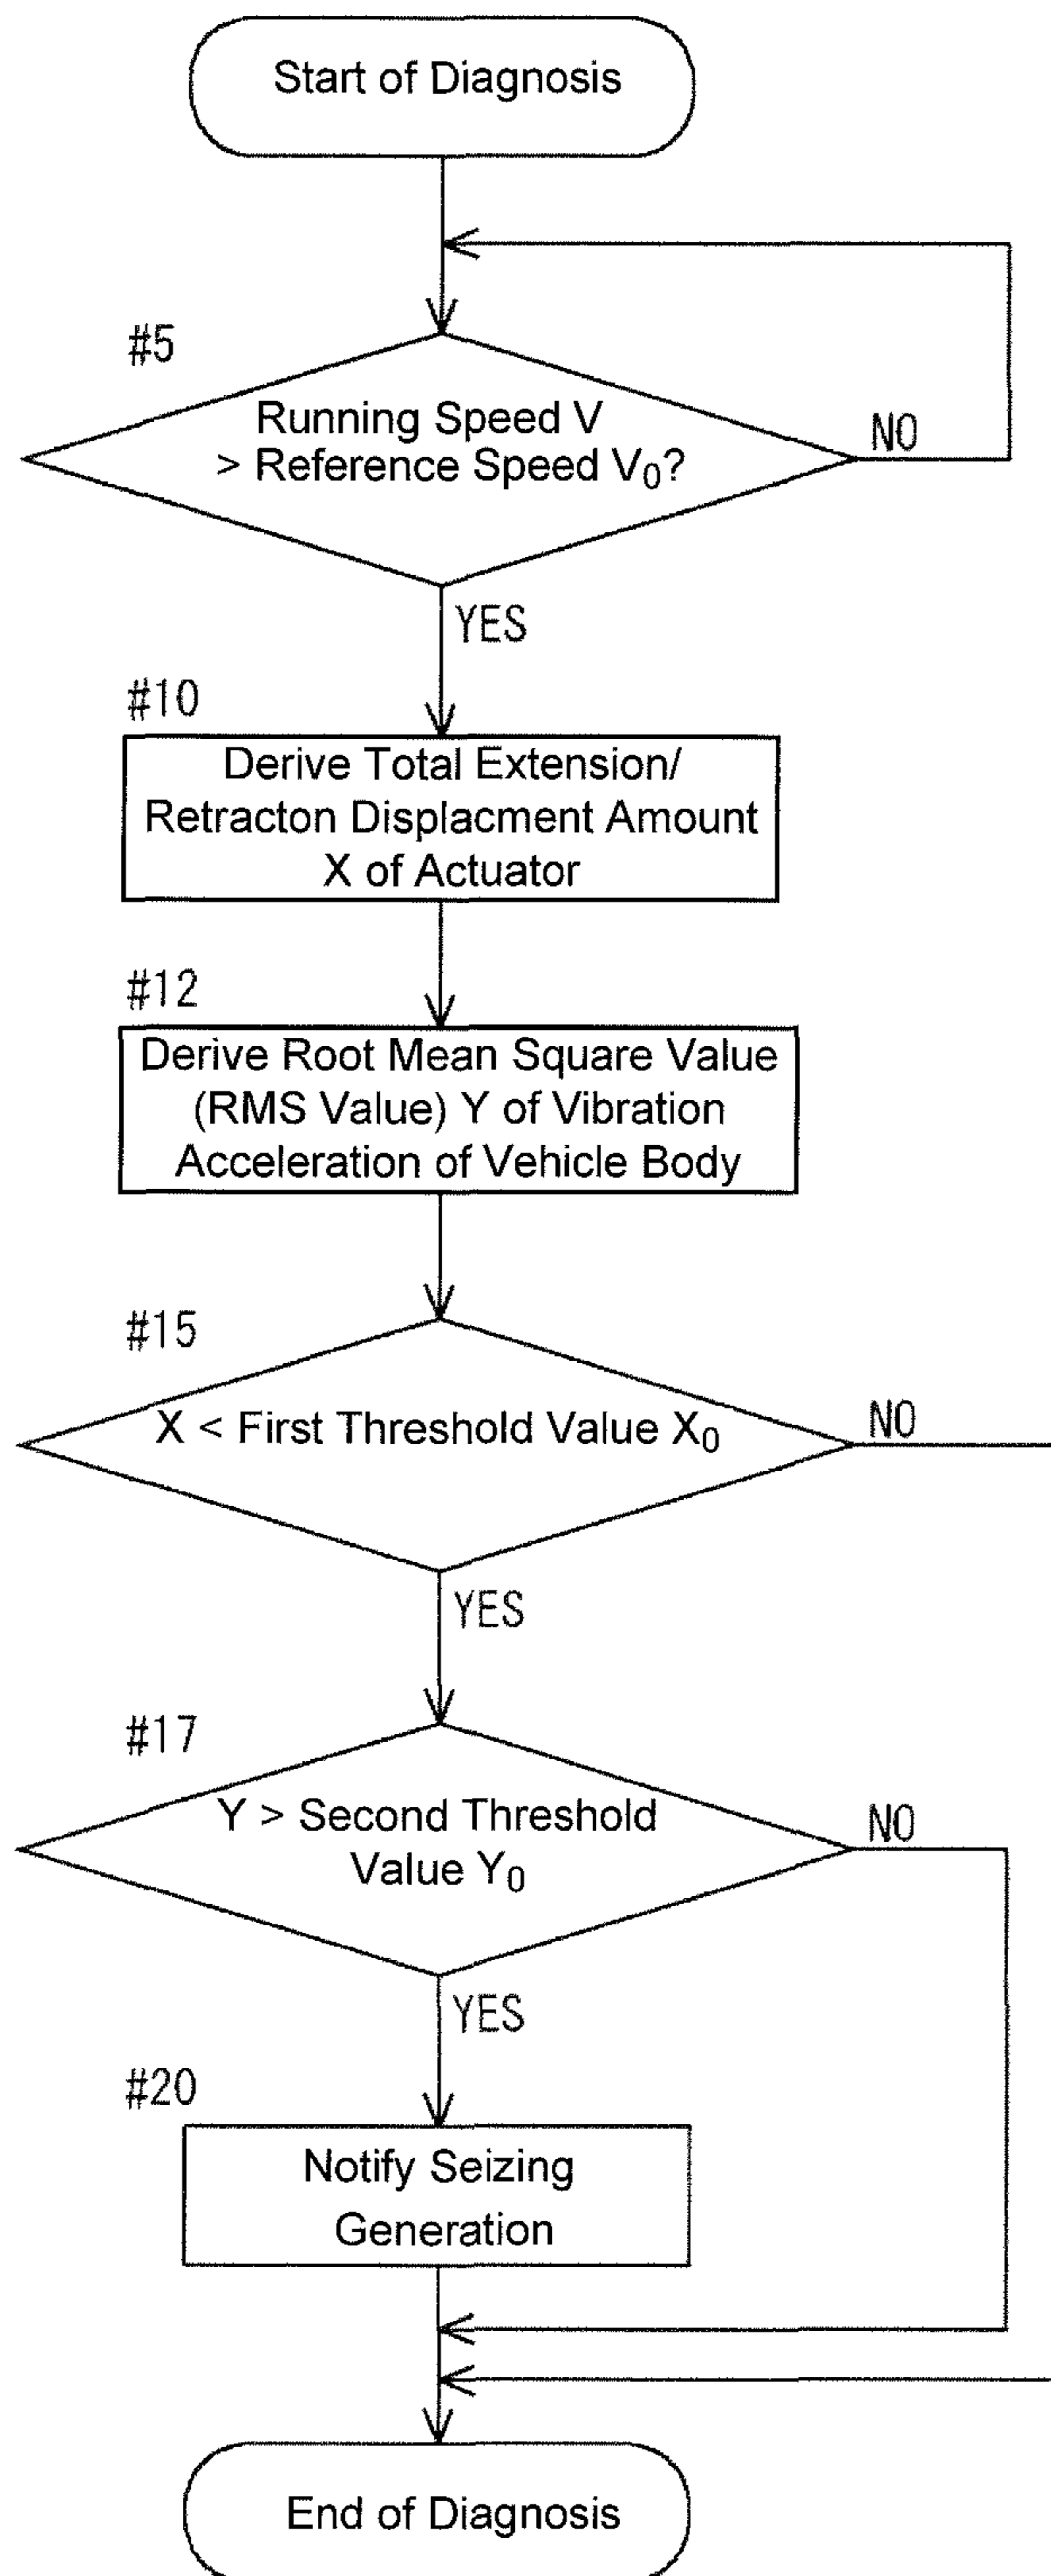 Start of Diagnosis
#5
Running Speed V
> Reference Speed V₀?
NO
YES
#10
Derive Total Extension/
Retracton Displacment Amount
X of Actuator
#12
Derive Root Mean Square Value
(RMS Value) Y of Vibration
Acceleration of Vehicle Body
#15
X < First Threshold Value X₀
NO
YES
#17
Y > Second Threshold
Value Y₀
NO
YES
#20
Notify Seizing
Generation
End of Diagnosis